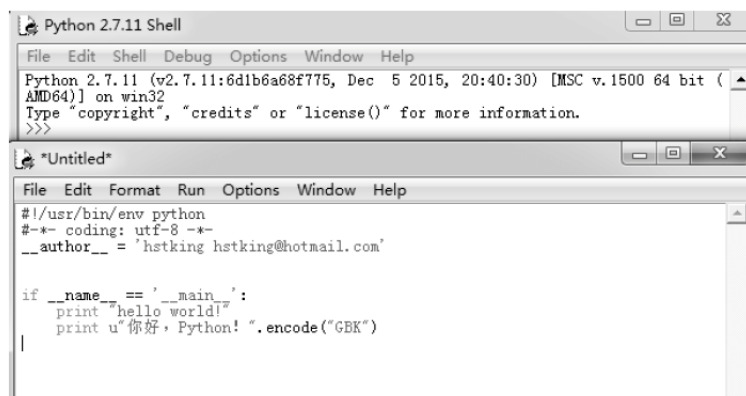 Python 2.7.11 Shell
File Edit Shell Debug Options Window Help
Python 2.7.11 (v2.7.11:6d1b6a68f775, Dec  5 2015, 20:40:30) [MSC v.1500 64 bit (
AMD64)] on win32
Type "copyright", "credits" or "license()" for more information.
>>>
*Untitled*
File Edit Format Run Options Window Help
#!/usr/bin/env python
#-*- coding: utf-8 -*-
__author__ = 'hstking hstking@hotmail.com'
if __name__ == '__main__':
    print "hello world!"
    print u"你好，Python! ".encode("GBK")